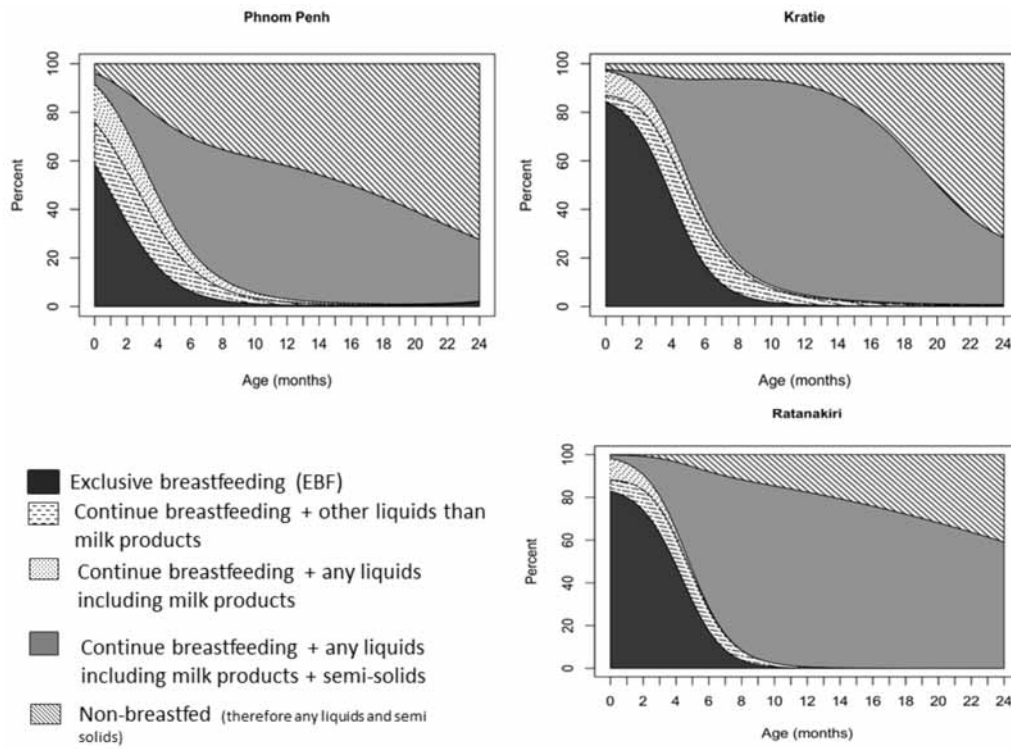 Phnom Penh
100
80
60
40
20
0
Percent
0 2 4 6 8 10 12 14 16 18 20 22 24
Age (months)
Kratie
100
80
60
40
20
0
Percent
0 2 4 6 8 10 12 14 16 18 20 22 24
Age (months)
Exclusive breastfeeding (EBF)
Continue breastfeeding + other liquids than
milk products
Continue breastfeeding + any liquids
including milk products
Continue breastfeeding + any liquids
including milk products + semi-solids
Non-breastfed (therefore any liquids and semi
solids)
Ratanakiri
100
80
60
40
20
0
Percent
0 2 4 6 8 10 12 14 16 18 20 22 24
Age (months)